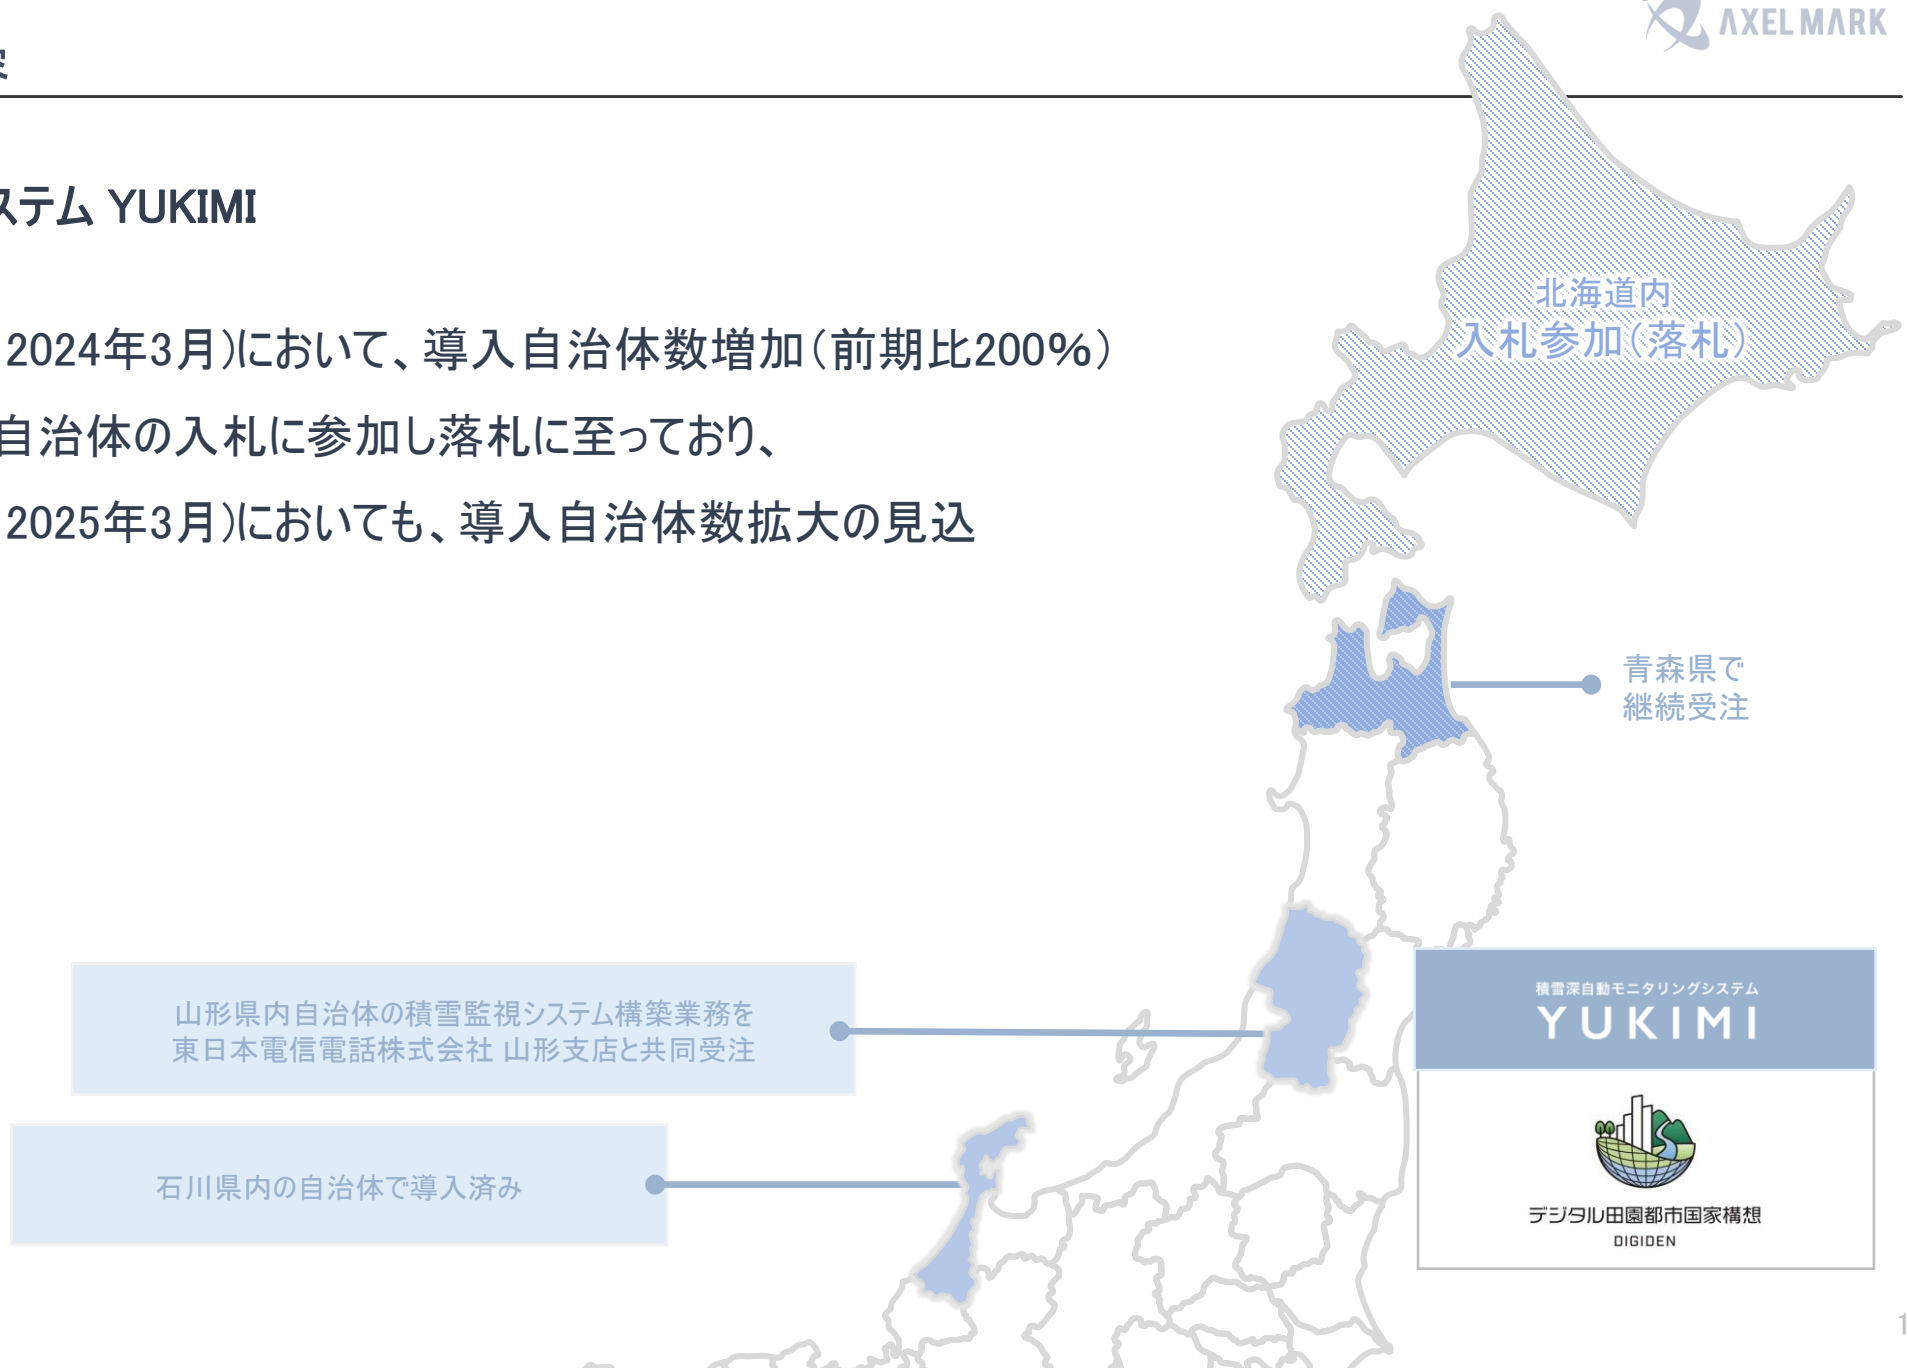 AXEL MARK
容
ステム YUKIMI
2024年3月)において、導入自治体数増加(前期比200%)
自治体の入札に参加し落札に至っており、
2025年3月)においても、導入自治体数拡大の見込
北海道内
入札参加(落札)
青森県で
継続受注
山形県内自治体の積雪監視システム構築業務を
東日本電信電話株式会社 山形支店と共同受注
石川県内の自治体で導入済み
積雪深自動モニタリングシステム
YUKIMI
デジタル田園都市国家構想
DIGIDEN
1